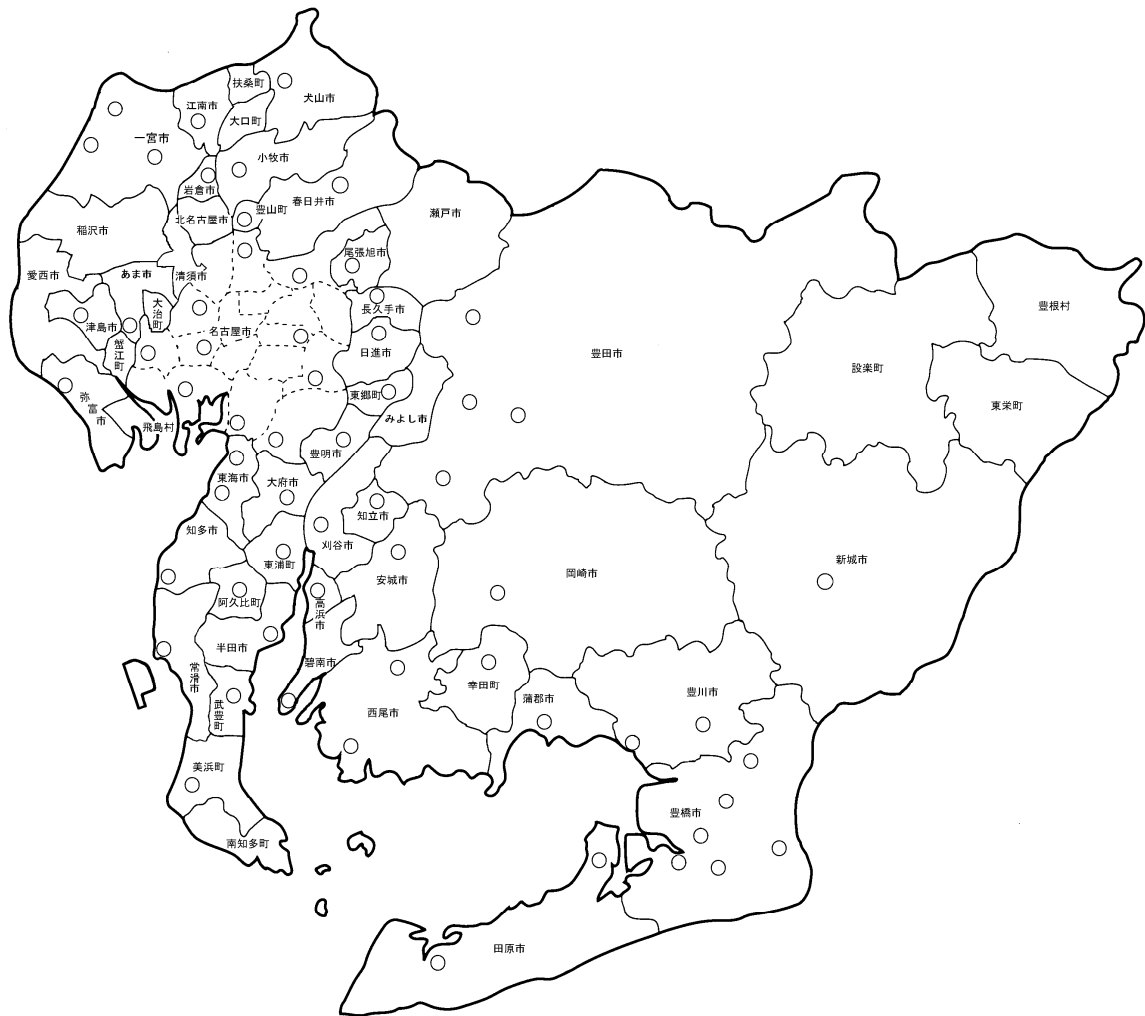 扶桑町
犬山市
江南市
大口町
一宮市
小牧市
岩倉市
春日井市
豊山町
瀬戸市
北名古屋市
稲沢市
尾張旭市
愛西市
あま市
清須市
長久手市
大治町
津島市
名古屋市
豊根村
蟹江町
日進市
豊田市
設楽町
東郷町
弥富市
東栄町
みよし市
飛島村
豊明市
東海市
大府市
知立市
知多市
刈谷市
東浦町
安城市
岡崎市
新城市
阿久比町
高浜市
半田市
碧南市
常滑市
幸田町
豊川市
蒲郡市
武豊町
西尾市
美浜町
豊橋市
南知多町
田原市